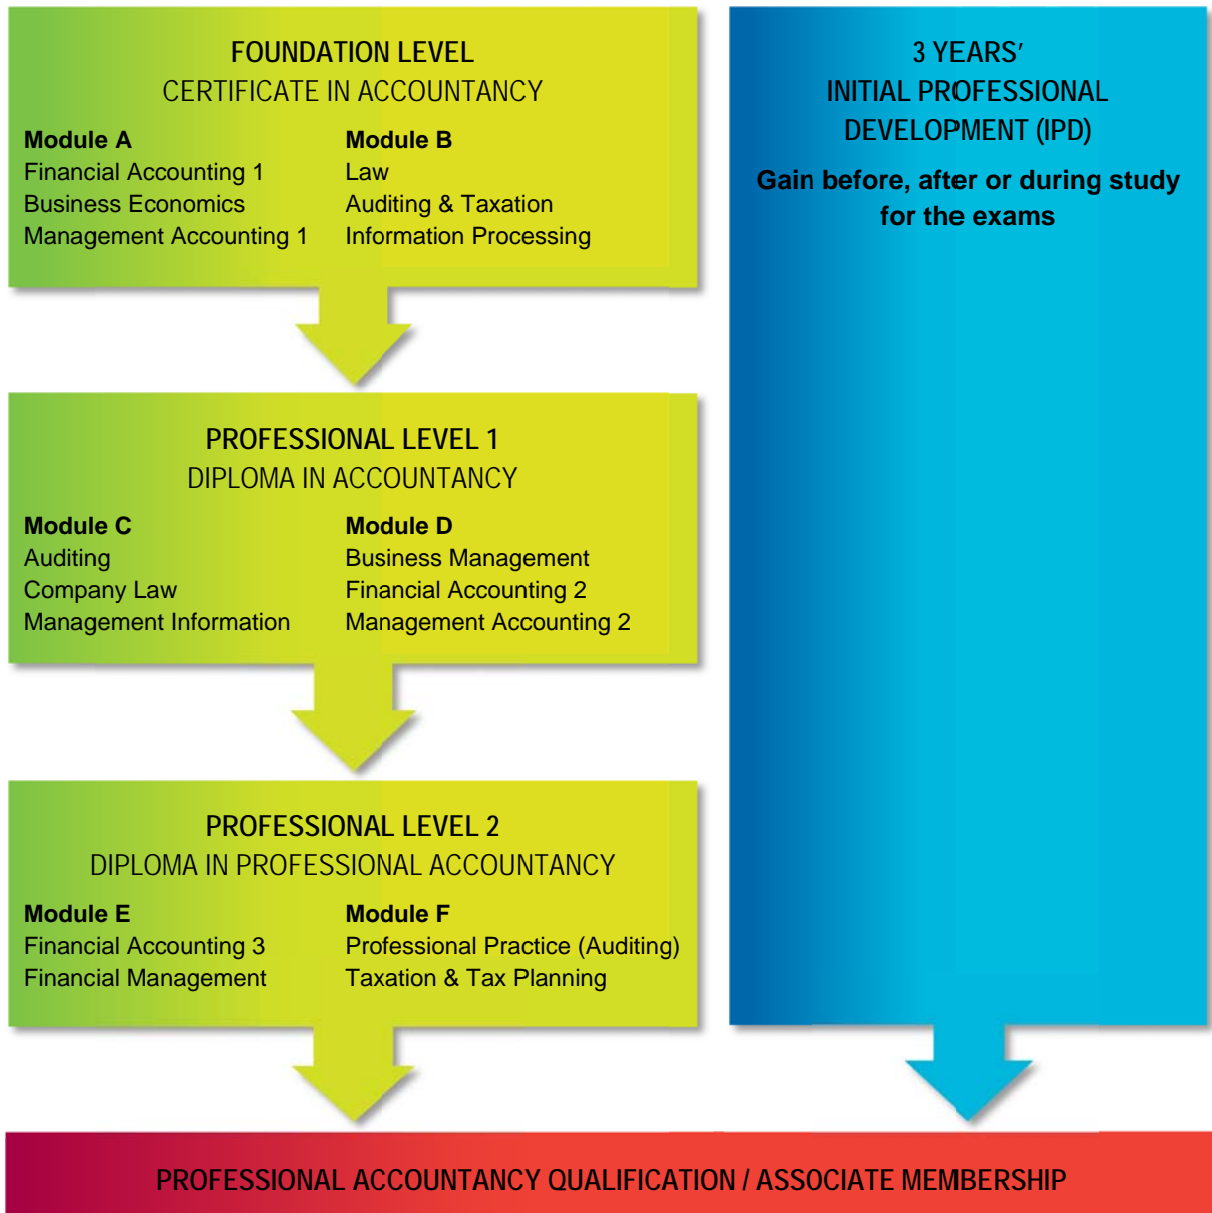 FOUNDATION LEVEL
CERTIFICATE IN ACCOUNTANCY
Module A
Financial Accounting 1
Business Economics
Management Accounting 1
Module B
Law
Auditing & Taxation
Information Processing
PROFESSIONAL LEVEL 1
DIPLOMA IN ACCOUNTANCY
Module C
Auditing
Company Law
Management Information
Module D
Business Management
Financial Accounting 2
Management Accounting 2
PROFESSIONAL LEVEL 2
DIPLOMA IN PROFESSIONAL ACCOUNTANCY
Module E
Financial Accounting 3
Financial Management
Module F
Professional Practice (Auditing)
Taxation & Tax Planning
3 YEARS’
INITIAL PROFESSIONAL
DEVELOPMENT (IPD)
Gain before, after or during study
for the exams
PROFESSIONAL ACCOUNTANCY QUALIFICATION / ASSOCIATE MEMBERSHIP